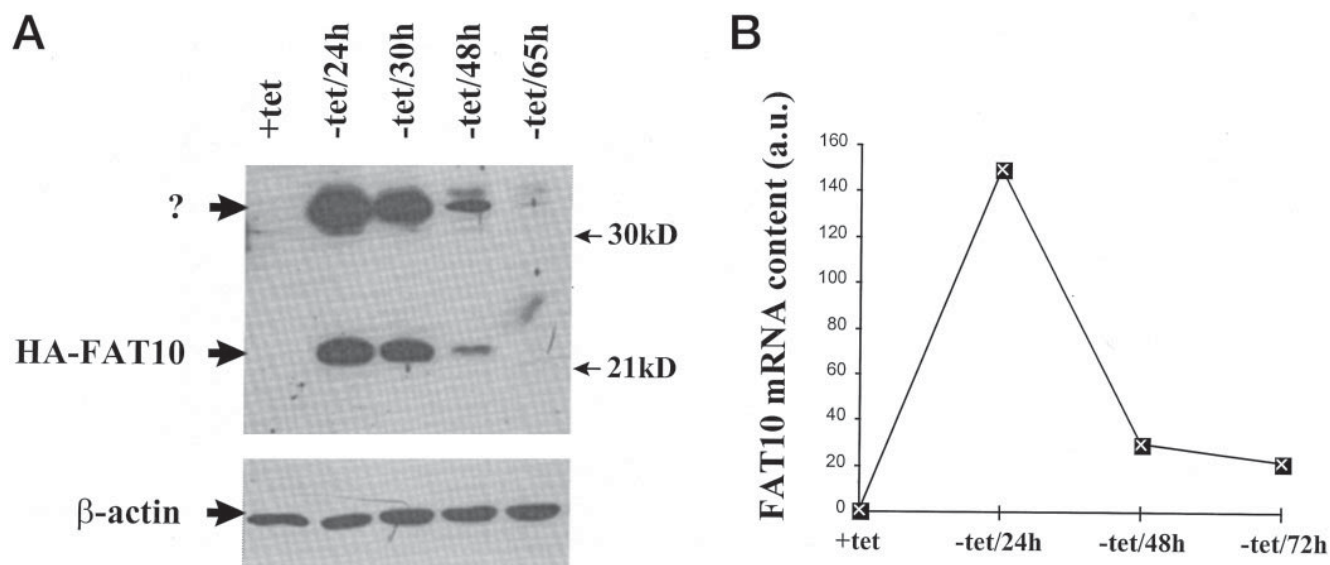 A
+tet
-tet/24h
-tet/30h
-tet/48h
-tet/65h
?
30kD
HA-FAT10
21kD
β-actin
B
FAT10 mRNA content (a.u.)
160
140
120
100
80
60
40
20
0
+tet
-tet/24h
-tet/48h
-tet/72h